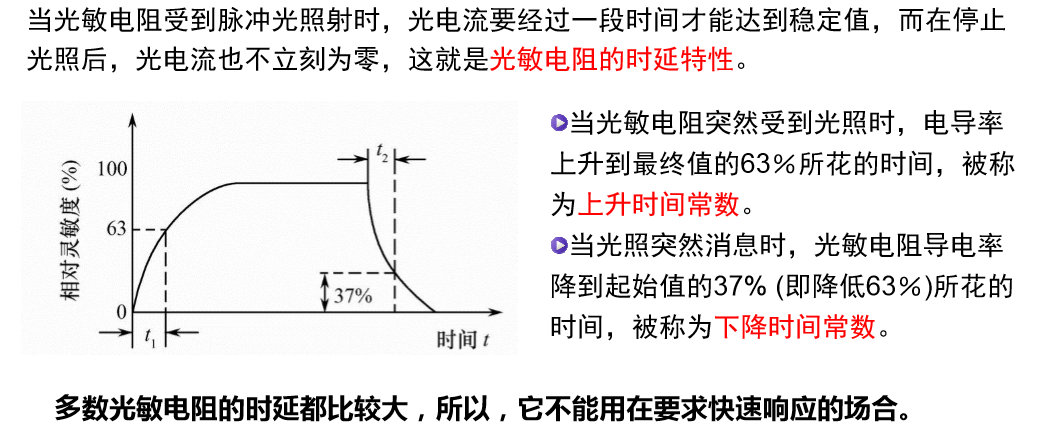 当光敏电阻受到脉冲光照射时，光电流要经过一段时间才能达到稳定值，而在停止
光照后，光电流也不立刻为零，这就是光敏电阻的时延特性。
相对灵敏度 (%)
100
63
0
t₁
t₂
37%
时间 t
当光敏电阻突然受到光照时，电导率
上升到最终值的63％所花的时间，被称
为上升时间常数。
当光照突然消息时，光敏电阻导电率
降到起始值的37% (即降低63％)所花的
时间，被称为下降时间常数。
多数光敏电阻的时延都比较大，所以，它不能用在要求快速响应的场合。